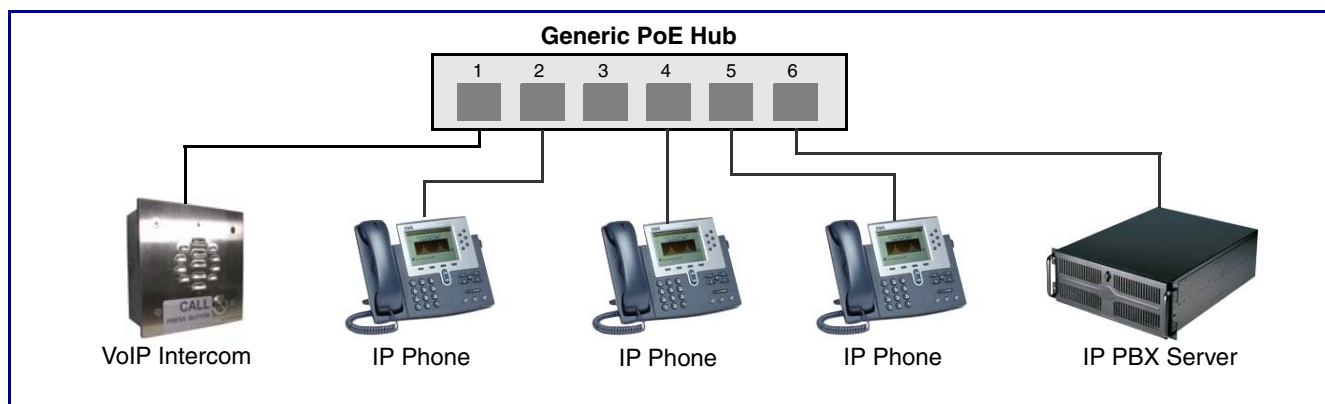 Generic PoE Hub
1 2 3 4 5 6
CALL
PRESS BUTTON
VoIP Intercom
IP Phone
IP Phone
IP Phone
IP PBX Server